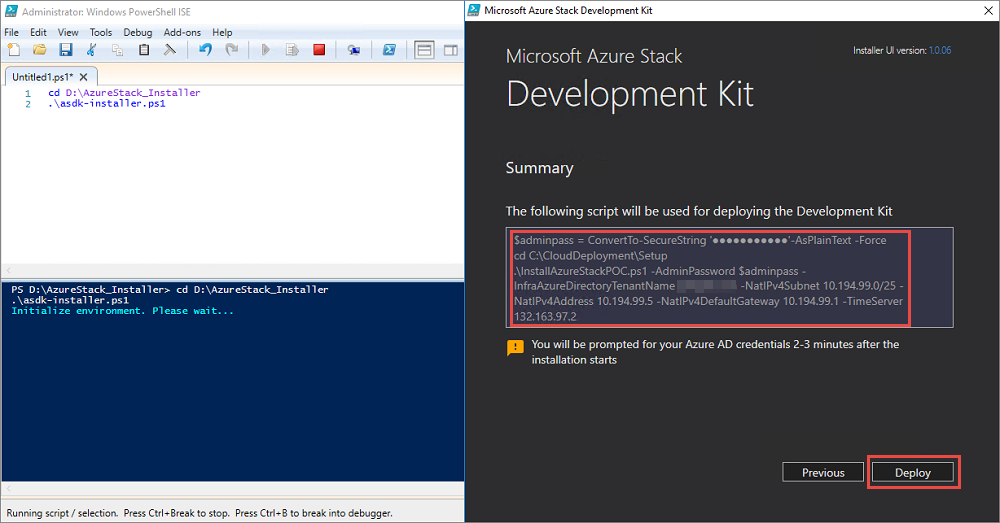 Administrator: Windows PowerShell ISE
File Edit View Tools Debug Add-ons Help
Untitled1.ps1*
1 cd D:\AzureStack_Installer
2 .\asdk-installer.ps1
PS D:\AzureStack_Installer> cd D:\AzureStack_Installer
.\asdk-installer.ps1
Initialize environment. Please wait...
Running script / selection. Press Ctrl+Break to stop. Press Ctrl+B to break into debugger.
Microsoft Azure Stack Development Kit
Microsoft Azure Stack
Installer UI version: 1.0.06
Development Kit
Summary
The following script will be used for deploying the Development Kit
$adminpass = ConvertTo-SecureString '●●●●●●●●●●●'-AsPlainText -Force
cd C:\CloudDeployment\Setup
.\InstallAzureStackPOC.ps1 -AdminPassword $adminpass -
InfraAzureDirectoryTenantName -NatIPv4Subnet 10.194.99.0/25 -
NatIPv4Address 10.194.99.5 -NatIPv4DefaultGateway 10.194.99.1 -TimeServer
132.163.97.2
You will be prompted for your Azure AD credentials 2-3 minutes after the
installation starts
Previous
Deploy